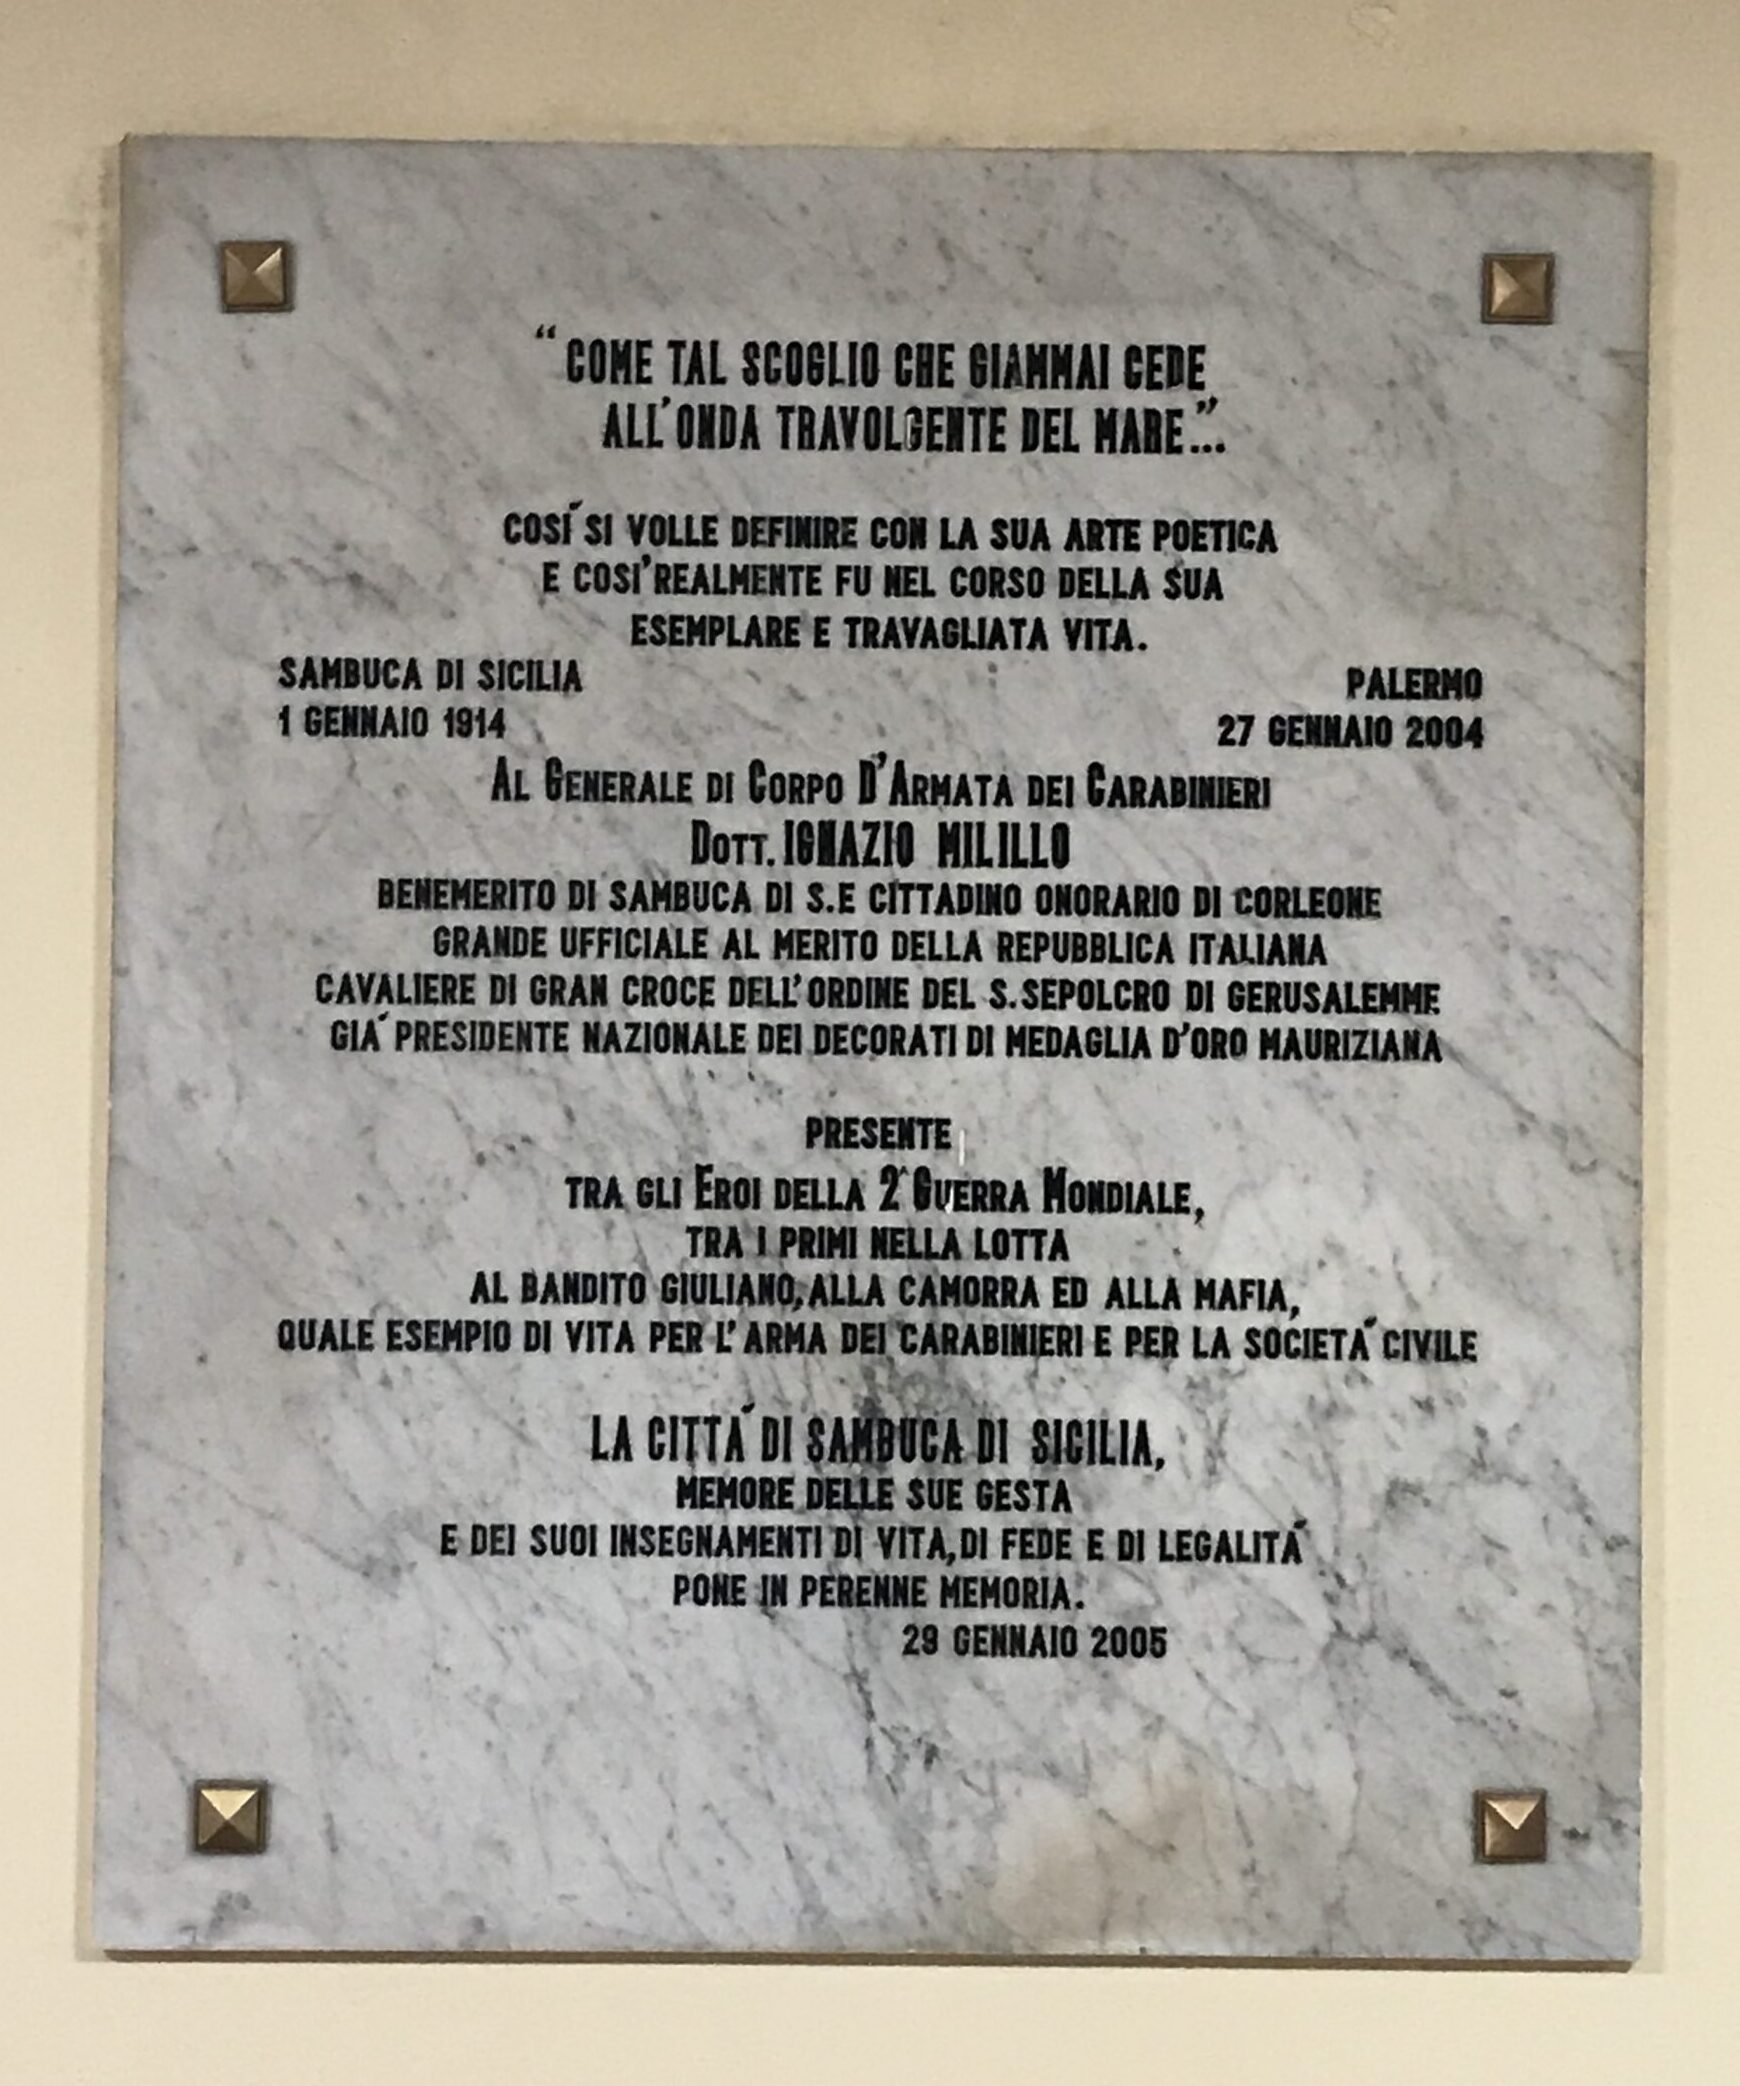 “COME TAL SCOGLIO CHE GIAMMAI CEDE
ALL'ONDA TRAVOLGENTE DEL MARE”...
COSI' SI VOLLE DEFINIRE CON LA SUA ARTE POETICA
E COSI' REALMENTE FU NEL CORSO DELLA SUA
ESEMPLARE E TRAVAGLIATA VITA.
SAMBUCA DI SICILIA
1 GENNAIO 1914
PALERMO
27 GENNAIO 2004
AL GENERALE DI CORPO D'ARMATA DEI CARABINIERI
DOTT. IGNAZIO MILILLO
BENEMERITO DI SAMBUCA DI S. E CITTADINO ONORARIO DI CORLEONE
GRANDE UFFICIALE AL MERITO DELLA REPUBBLICA ITALIANA
CAVALIERE DI GRAN CROCE DELL'ORDINE DEL S. SEPOLCRO DI GERUSALEMME
GIA' PRESIDENTE NAZIONALE DEI DECORATI DI MEDAGLIA D'ORO MAURIZIANA
PRESENTE
TRA GLI EROI DELLA 2^ GUERRA MONDIALE,
TRA I PRIMI NELLA LOTTA
AL BANDITO GIULIANO, ALLA CAMORRA ED ALLA MAFIA,
QUALE ESEMPIO DI VITA PER L'ARMA DEI CARABINIERI E PER LA SOCIETA' CIVILE
LA CITTA' DI SAMBUCA DI SICILIA,
MEMORE DELLE SUE GESTA
E DEI SUOI INSEGNAMENTI DI VITA, DI FEDE E DI LEGALITA'
PONE IN PERENNE MEMORIA.
29 GENNAIO 2005